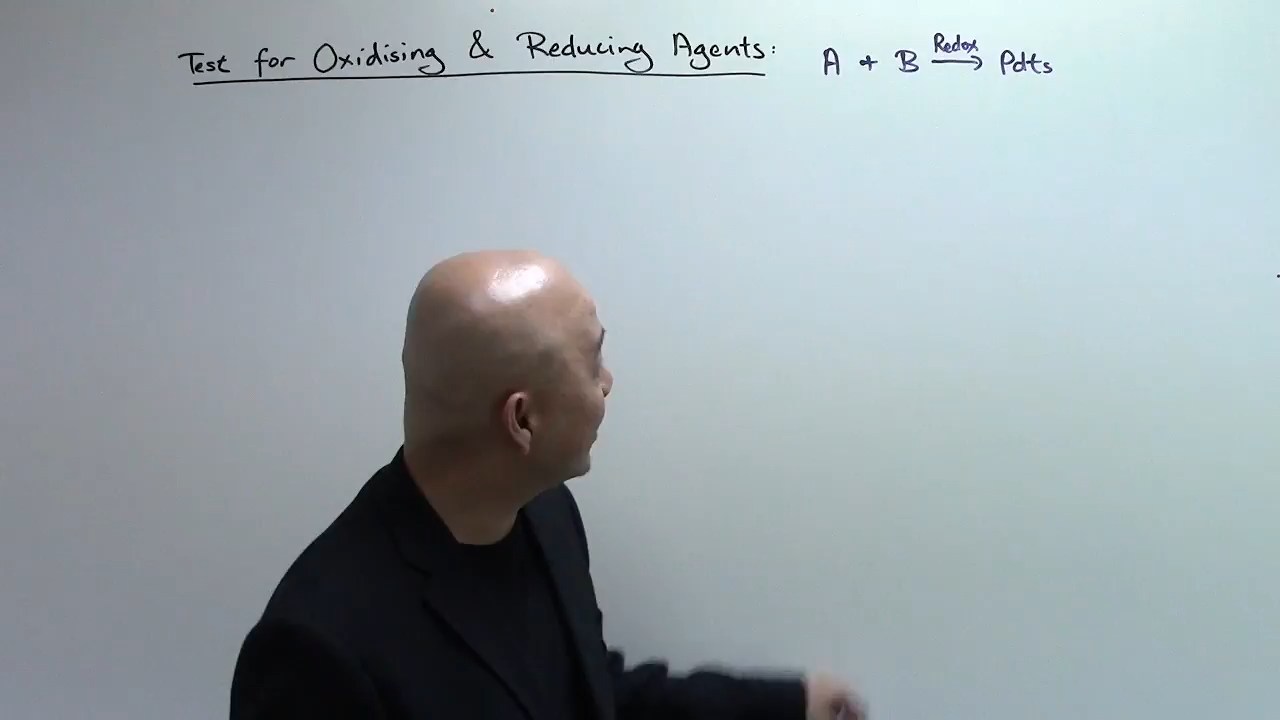 Test for Oxidising & Reducing Agents: A + B Redox → Pdts